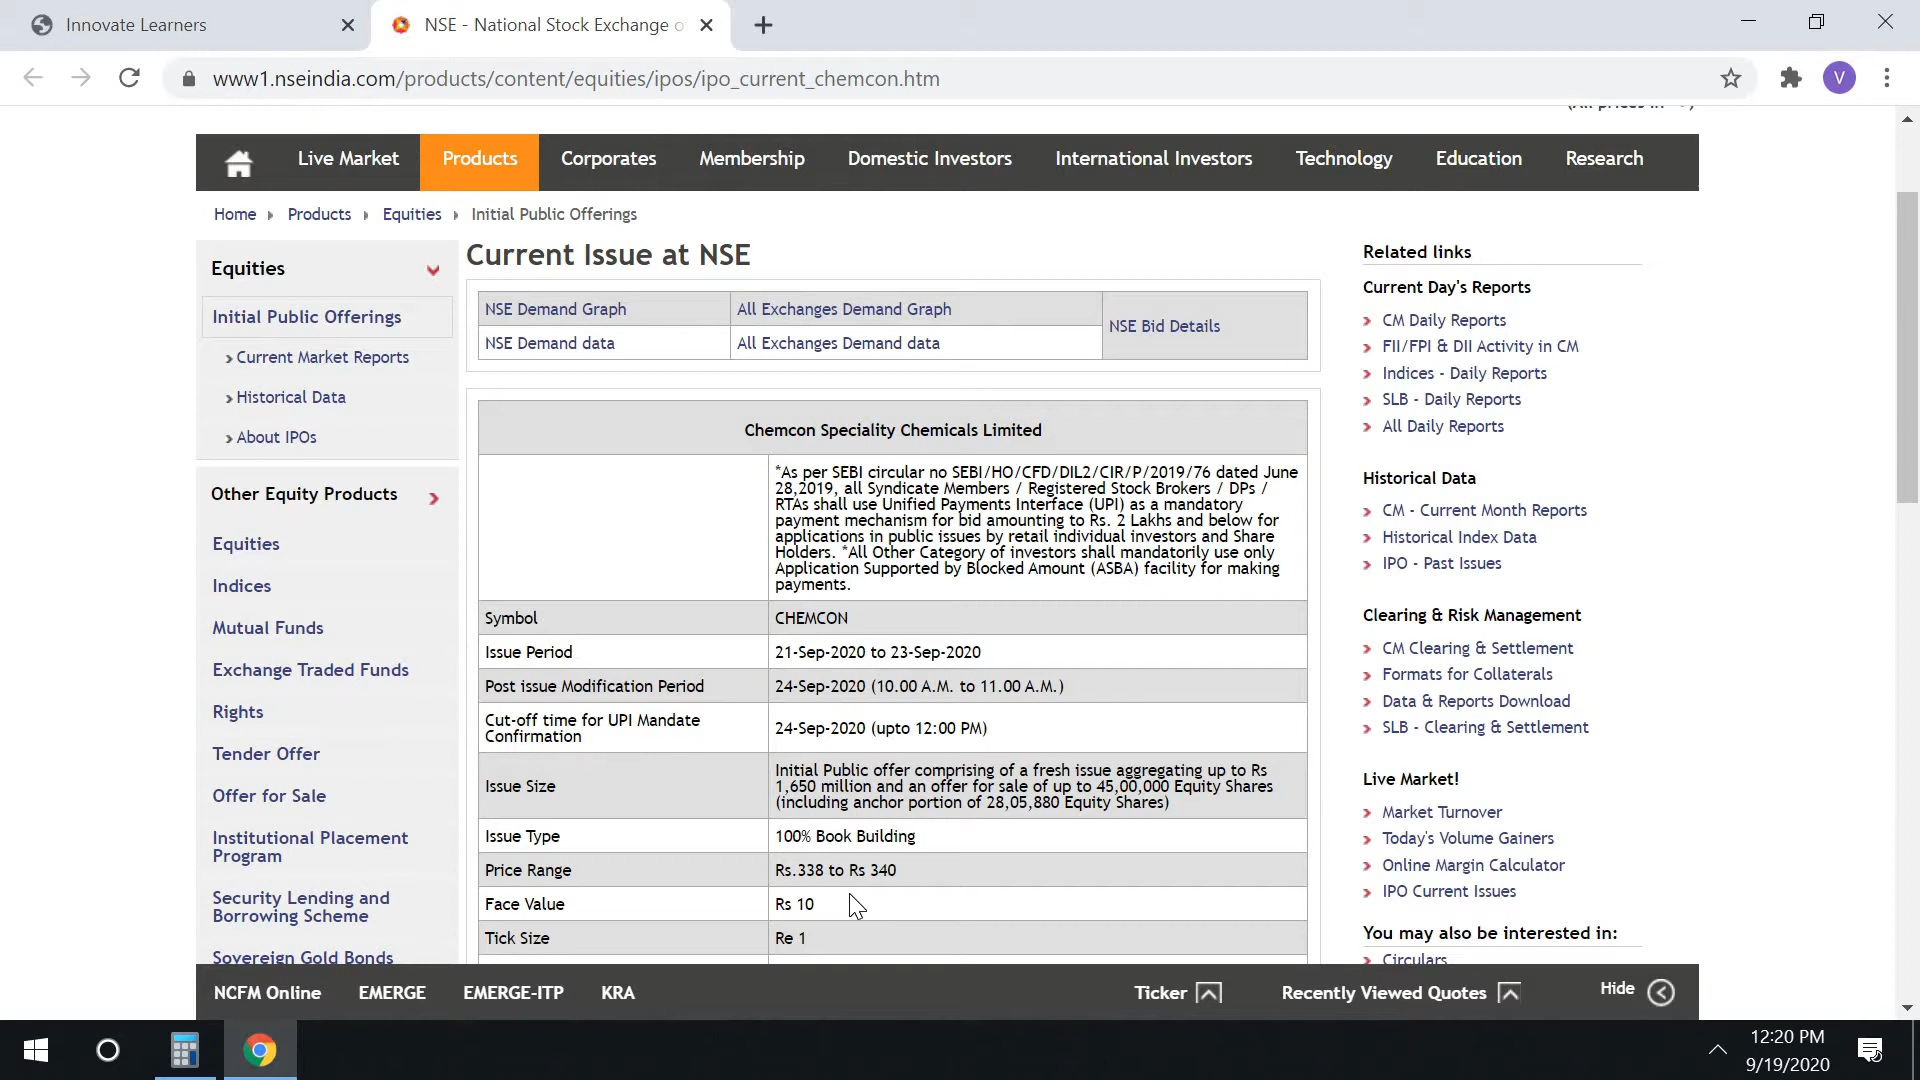 Innovate Learners
NSE - National Stock Exchange o
www1.nseindia.com/products/content/equities/ipos/ipo_current_chemcon.htm
V
Live Market
Products
Corporates
Membership
Domestic Investors
International Investors
Technology
Education
Research
Home
Products
Equities
Initial Public Offerings
Equities
Initial Public Offerings
Current Market Reports
Historical Data
About IPOs
Other Equity Products
Equities
Indices
Mutual Funds
Exchange Traded Funds
Rights
Tender Offer
Offer for Sale
Institutional Placement
Program
Security Lending and
Borrowing Scheme
Sovereign Gold Bonds
Current Issue at NSE
NSE Demand Graph
All Exchanges Demand Graph
NSE Bid Details
NSE Demand data
All Exchanges Demand data
Chemcon Speciality Chemicals Limited
*As per SEBI circular no SEBI/HO/CFD/DIL2/CIR/P/2019/76 dated June
28,2019, all Syndicate Members / Registered Stock Brokers / DPs /
RTAs shall use Unified Payments Interface (UPI) as a mandatory
payment mechanism for bid amounting to Rs. 2 Lakhs and below for
applications in public issues by retail individual investors and Share
Holders. *All Other Category of investors shall mandatorily use only
Application Supported by Blocked Amount (ASBA) facility for making
payments.
Symbol
CHEMCON
Issue Period
21-Sep-2020 to 23-Sep-2020
Post issue Modification Period
24-Sep-2020 (10.00 A.M. to 11.00 A.M.)
Cut-off time for UPI Mandate
Confirmation
24-Sep-2020 (upto 12:00 PM)
Issue Size
Initial Public offer comprising of a fresh issue aggregating up to Rs
1,650 million and an offer for sale of up to 45,00,000 Equity Shares
(including anchor portion of 28,05,880 Equity Shares)
Issue Type
100% Book Building
Price Range
Rs.338 to Rs 340
Face Value
Rs 10
Tick Size
Re 1
Related links
Current Day's Reports
CM Daily Reports
FII/FPI & DII Activity in CM
Indices - Daily Reports
SLB - Daily Reports
All Daily Reports
Historical Data
CM - Current Month Reports
Historical Index Data
IPO - Past Issues
Clearing & Risk Management
CM Clearing & Settlement
Formats for Collaterals
Data & Reports Download
SLB - Clearing & Settlement
Live Market!
Market Turnover
Today's Volume Gainers
Online Margin Calculator
IPO Current Issues
You may also be interested in:
Circulars
NCFM Online
EMERGE
EMERGE-ITP
KRA
Ticker
Recently Viewed Quotes
Hide
12:20 PM
9/19/2020